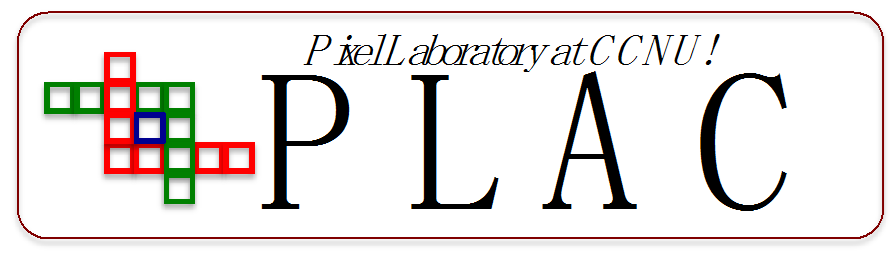 Pixel Laboratory at CCNU!
PLAC